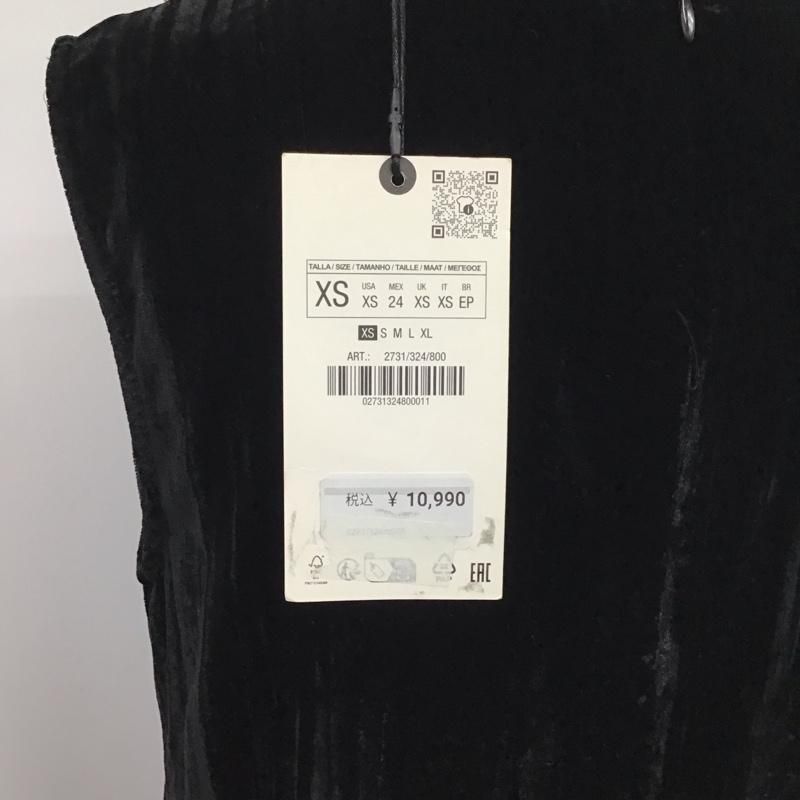 TALLA / SIZE / TAMANHO / TAILLE / MAAT / ΜΕΓΕΘΟΣ
XS
USA MEX UK IT BR
XS 24 XS XS EP
XS S M L XL
ART.: 2731/324/800
02731324800011
税込 ¥ 10,990
EAC